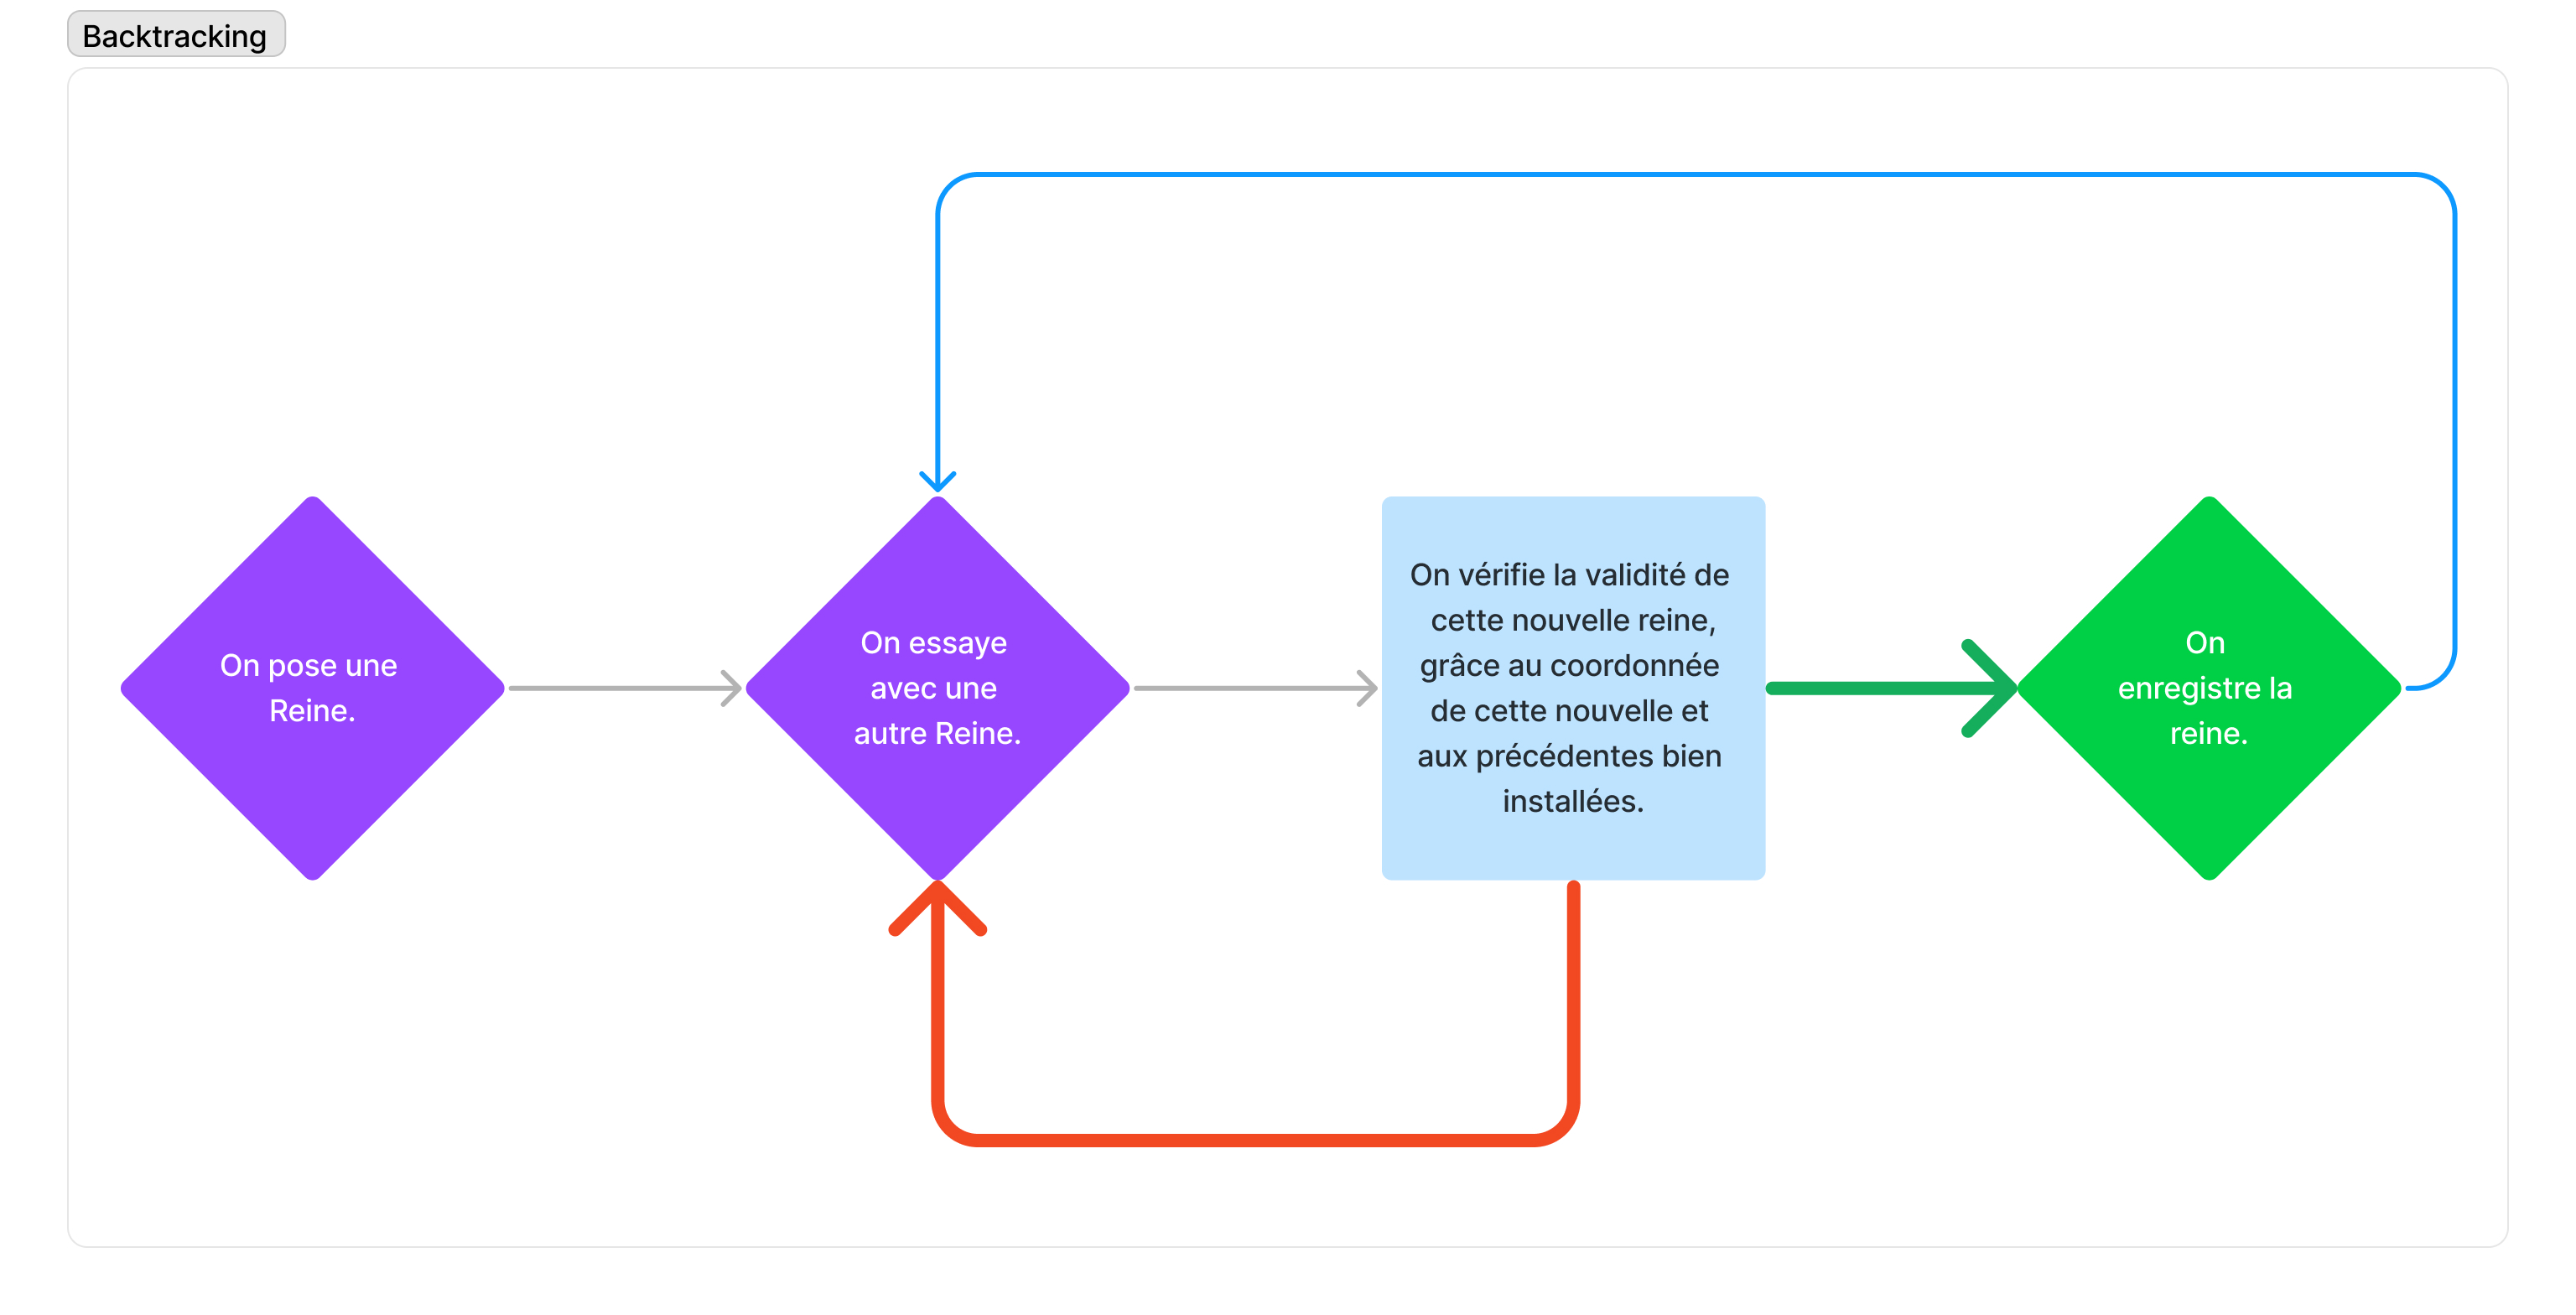 Backtracking
On pose une
Reine.
On essaye
avec une
autre Reine.
On vérifie la validité de
cette nouvelle reine,
grâce au coordonnée
de cette nouvelle et
aux précédentes bien
installées.
On
enregistre la
reine.